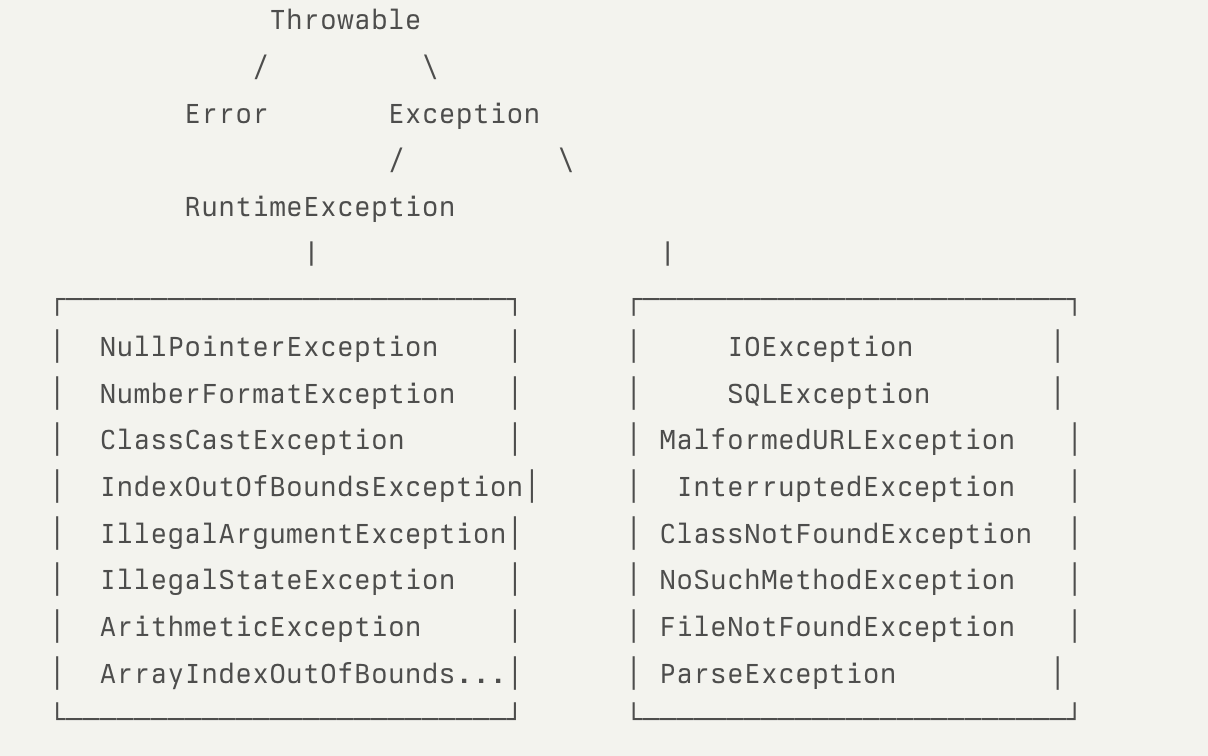 Throwable
/ \
Error Exception
/ \
RuntimeException
| |
┌──────────────────────────┐ ┌─────────────────────────┐
│ NullPointerException │ │ IOException │
│ NumberFormatException │ │ SQLException │
│ ClassCastException │ │ MalformedURLException │
│ IndexOutOfBoundsException│ │ InterruptedException │
│ IllegalArgumentException│ │ ClassNotFoundException │
│ IllegalStateException │ │ NoSuchMethodException │
│ ArithmeticException │ │ FileNotFoundException │
│ ArrayIndexOutOfBounds...│ │ ParseException │
└──────────────────────────┘ └─────────────────────────┘